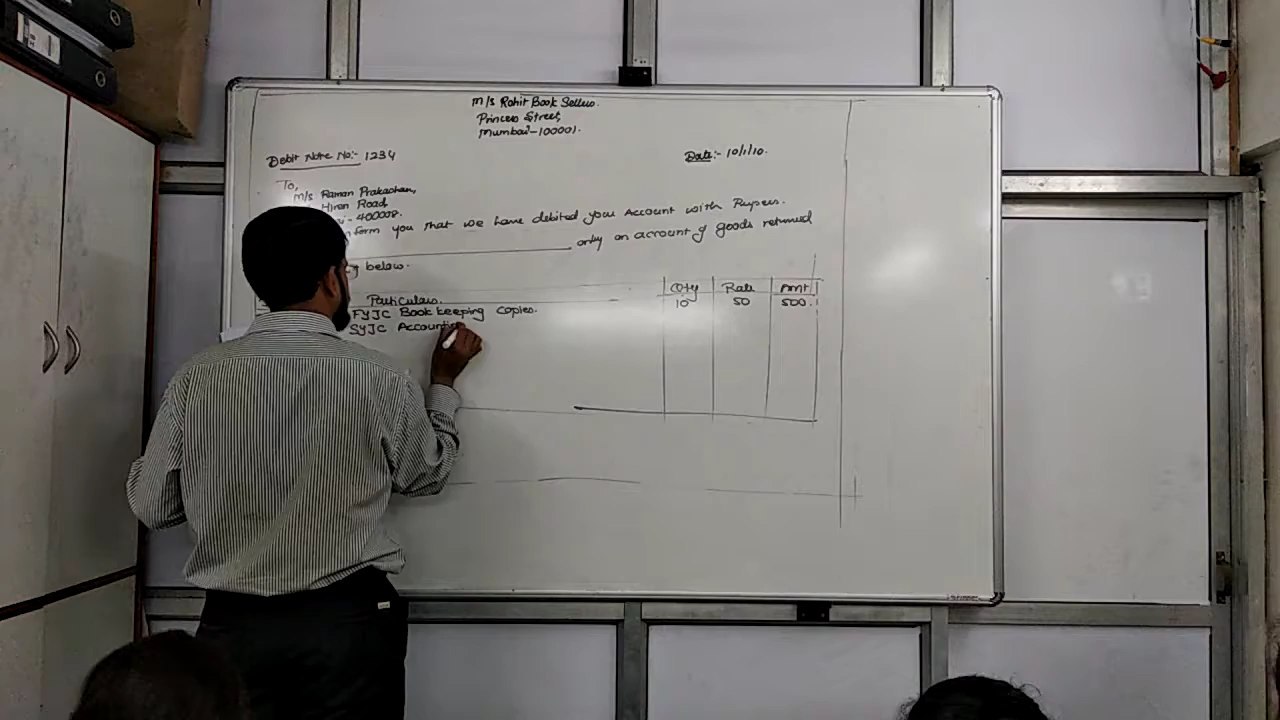 M/s Rohit Book Sellers.
Princess Street,
Mumbai-100001.
Debit Note No:- 1234
Date:- 10/1/10.
To,
M/s Raman Prakashan,
Hiren Road,
- 400008.
form you that we have debited your Account with Rupees.
only on account of goods returned
below.
Particulars. Qty Rate Amt.
FYJC Book keeping Copies. 10 50 500.
SYJC Account